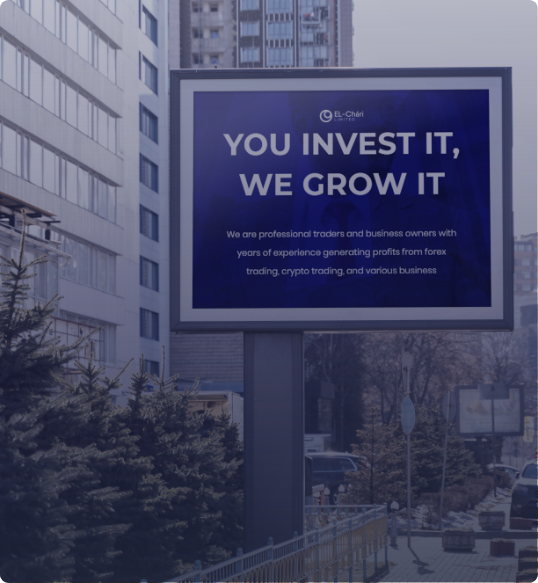 EL-Chéri
LIMITED
YOU INVEST IT,
WE GROW IT
We are professional traders and business owners with
years of experience generating profits from forex
trading, crypto trading, and various business